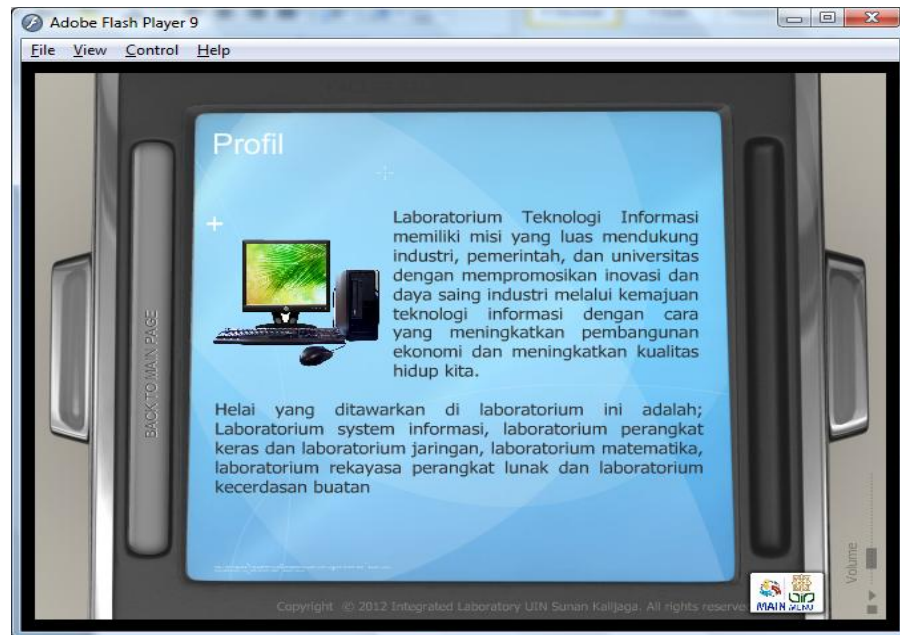 Adobe Flash Player 9
File View Control Help
Profil
Laboratorium Teknologi Informasi
memiliki misi yang luas mendukung
industri, pemerintah, dan universitas
dengan mempromosikan inovasi dan
daya saing industri melalui kemajuan
teknologi informasi dengan cara
yang meningkatkan pembangunan
ekonomi dan meningkatkan kualitas
hidup kita.
Helai yang ditawarkan di laboratorium ini adalah;
Laboratorium system informasi, laboratorium perangkat
keras dan laboratorium jaringan, laboratorium matematika,
laboratorium rekayasa perangkat lunak dan laboratorium
kecerdasan buatan
BACK TO MAIN PAGE
Volume
Copyright © 2012 Integrated Laboratory UIN Sunan Kalijaga. All rights reserve
MAIN MENU